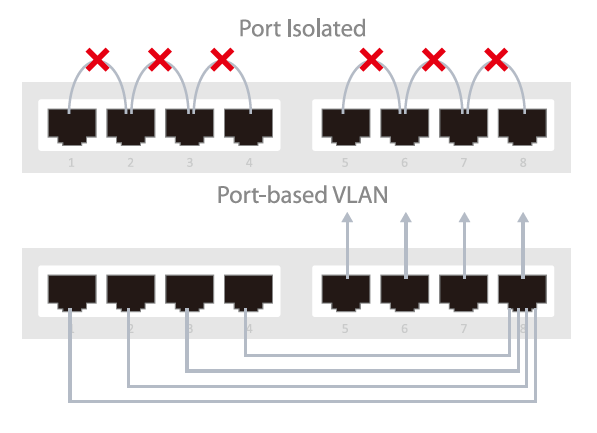 Port Isolated
1 2 3 4 5 6 7 8
Port-based VLAN
1 2 3 4 5 6 7 8